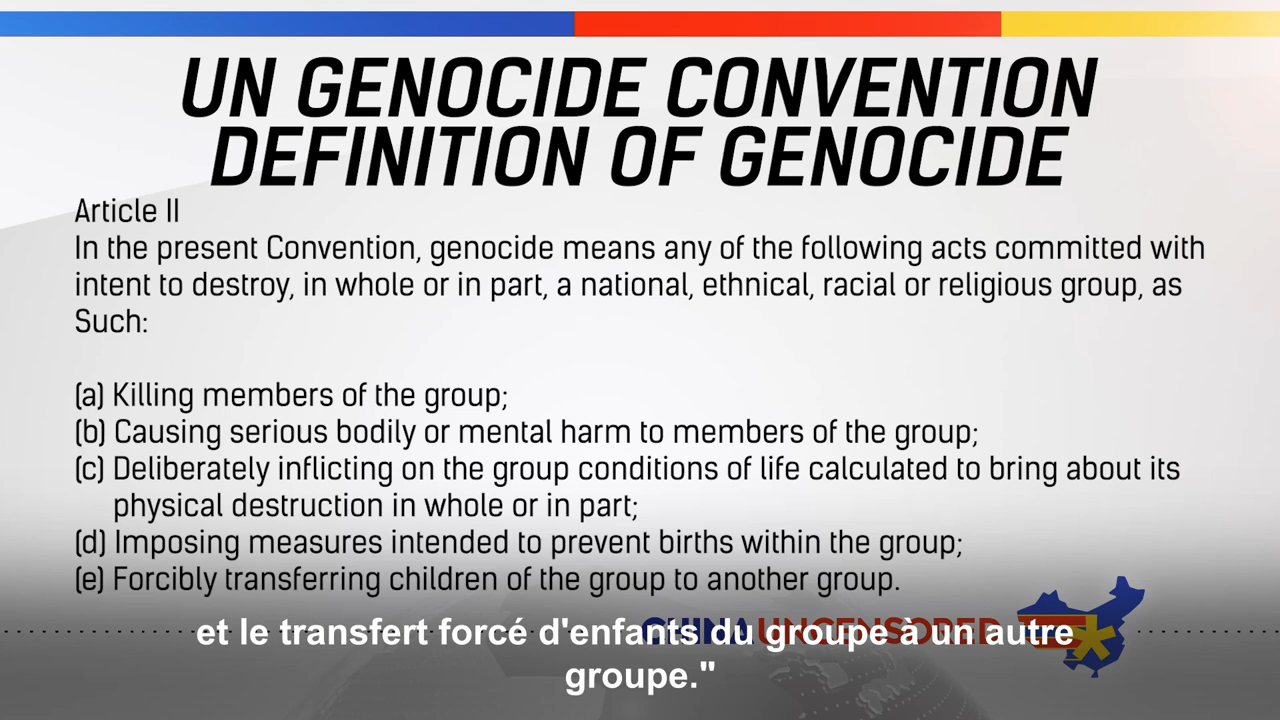 UN GENOCIDE CONVENTION
DEFINITION OF GENOCIDE
Article II
In the present Convention, genocide means any of the following acts committed with
intent to destroy, in whole or in part, a national, ethnical, racial or religious group, as
Such:
(a) Killing members of the group;
(b) Causing serious bodily or mental harm to members of the group;
(c) Deliberately inflicting on the group conditions of life calculated to bring about its
physical destruction in whole or in part;
(d) Imposing measures intended to prevent births within the group;
(e) Forcibly transferring children of the group to another group.
CHINA UNCENSORED
et le transfert forcé d'enfants du groupe à un autre
groupe."